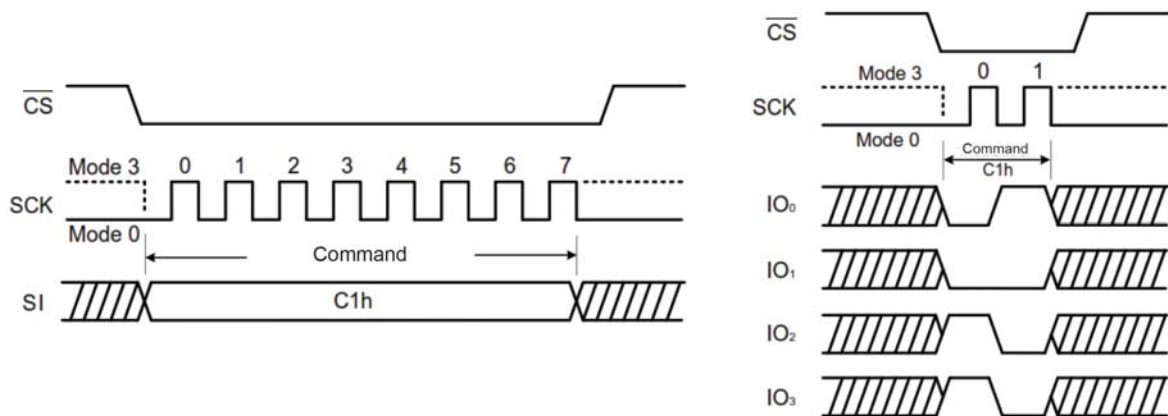 CS
Mode 3
0 1 2 3 4 5 6 7
SCK
Mode 0
Command
SI
C1h
CS
Mode 3
0 1
SCK
Mode 0
Command
C1h
IO₀
IO₁
IO₂
IO₃